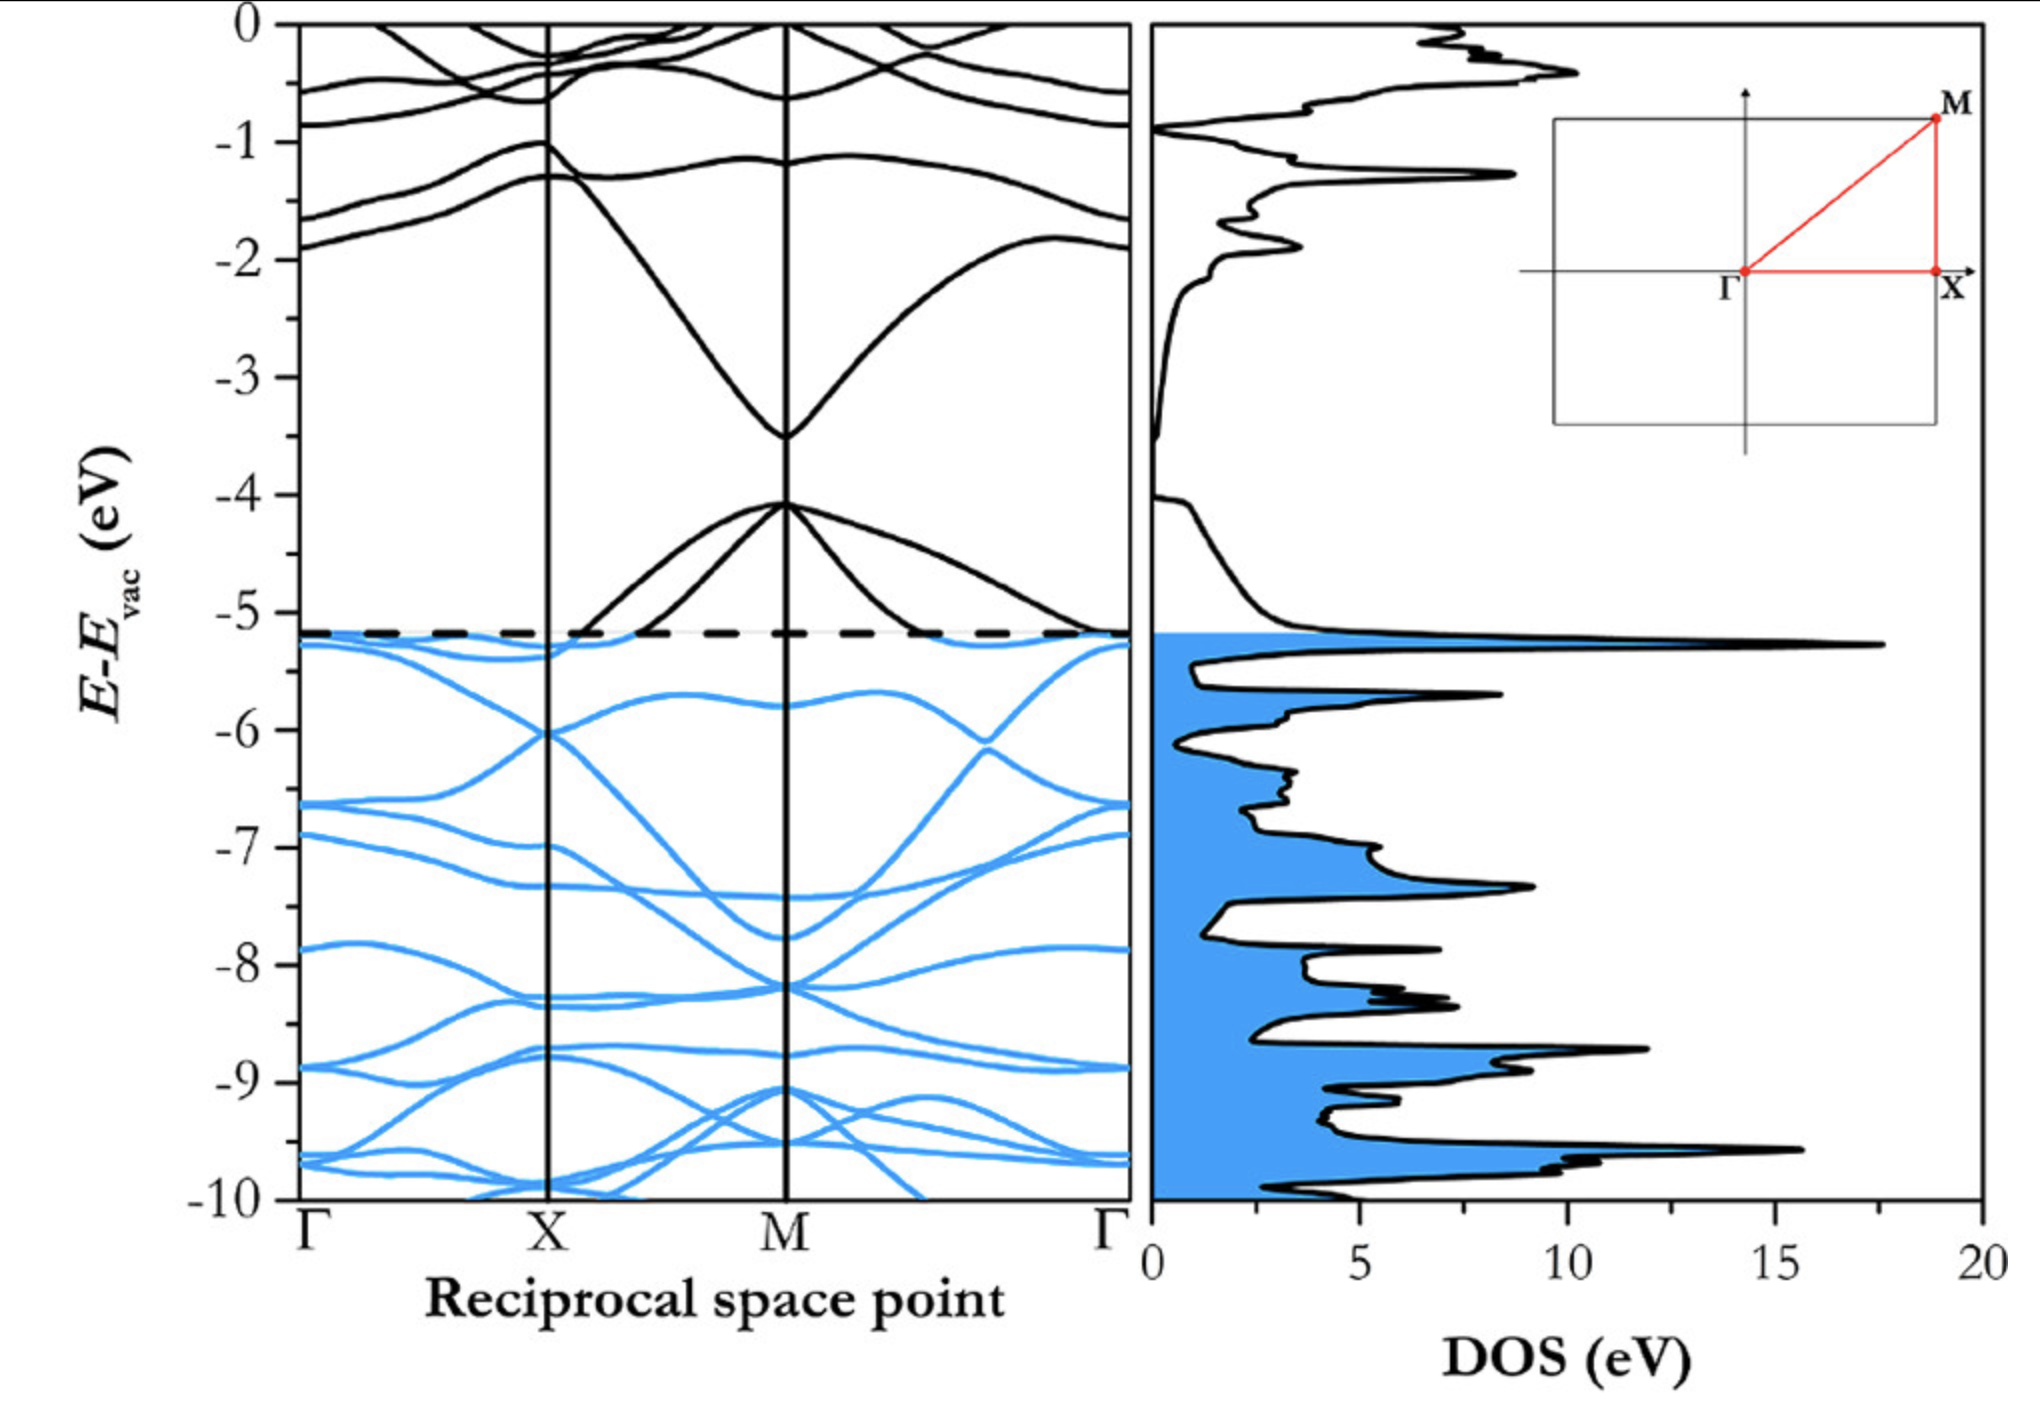 0
-1
-2
-3
-4
-5
-6
-7
-8
-9
-10
E-Evac (eV)
Γ X M Γ
Reciprocal space point
M
Γ X
0 5 10 15 20
DOS (eV)